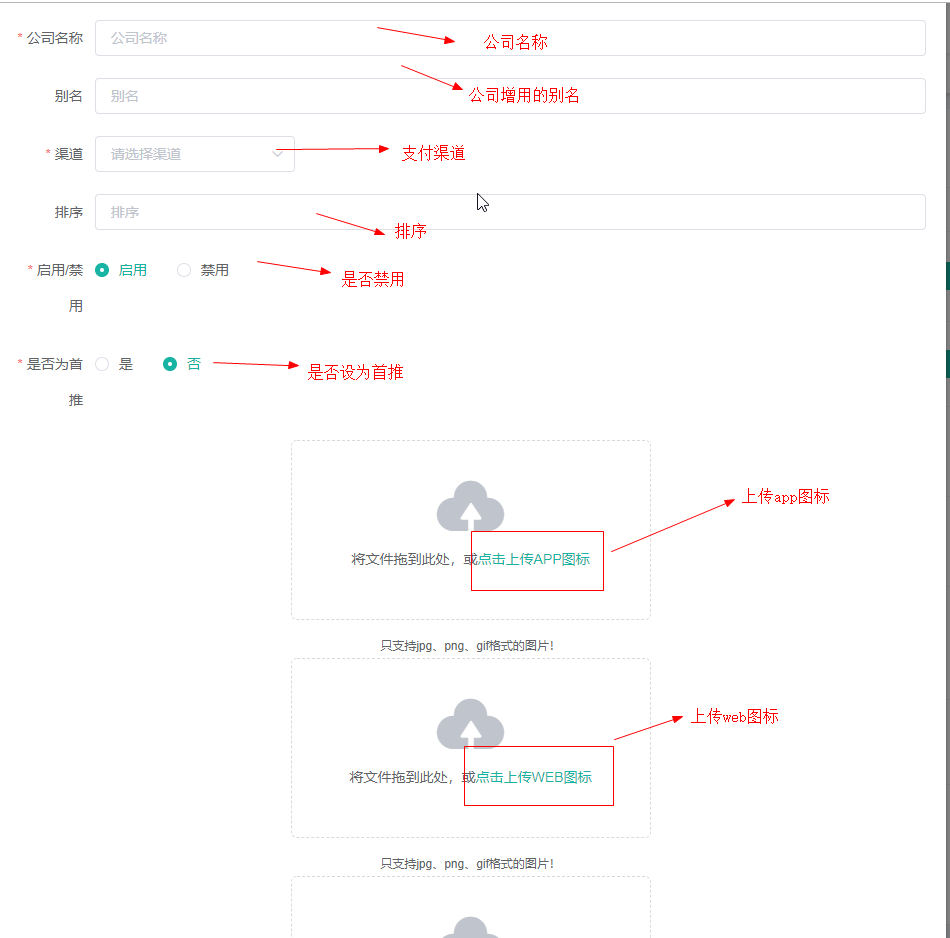 * 公司名称 公司名称 公司名称
别名 别名 公司增用的别名
* 渠道 请选择渠道 支付渠道
排序 排序 排序
* 启用/禁用 启用 禁用 是否禁用
* 是否为首推 是 否 是否设为首推
上传app图标
将文件拖到此处，或点击上传APP图标
只支持jpg、png、gif格式的图片！
上传web图标
将文件拖到此处，或点击上传WEB图标
只支持jpg、png、gif格式的图片！